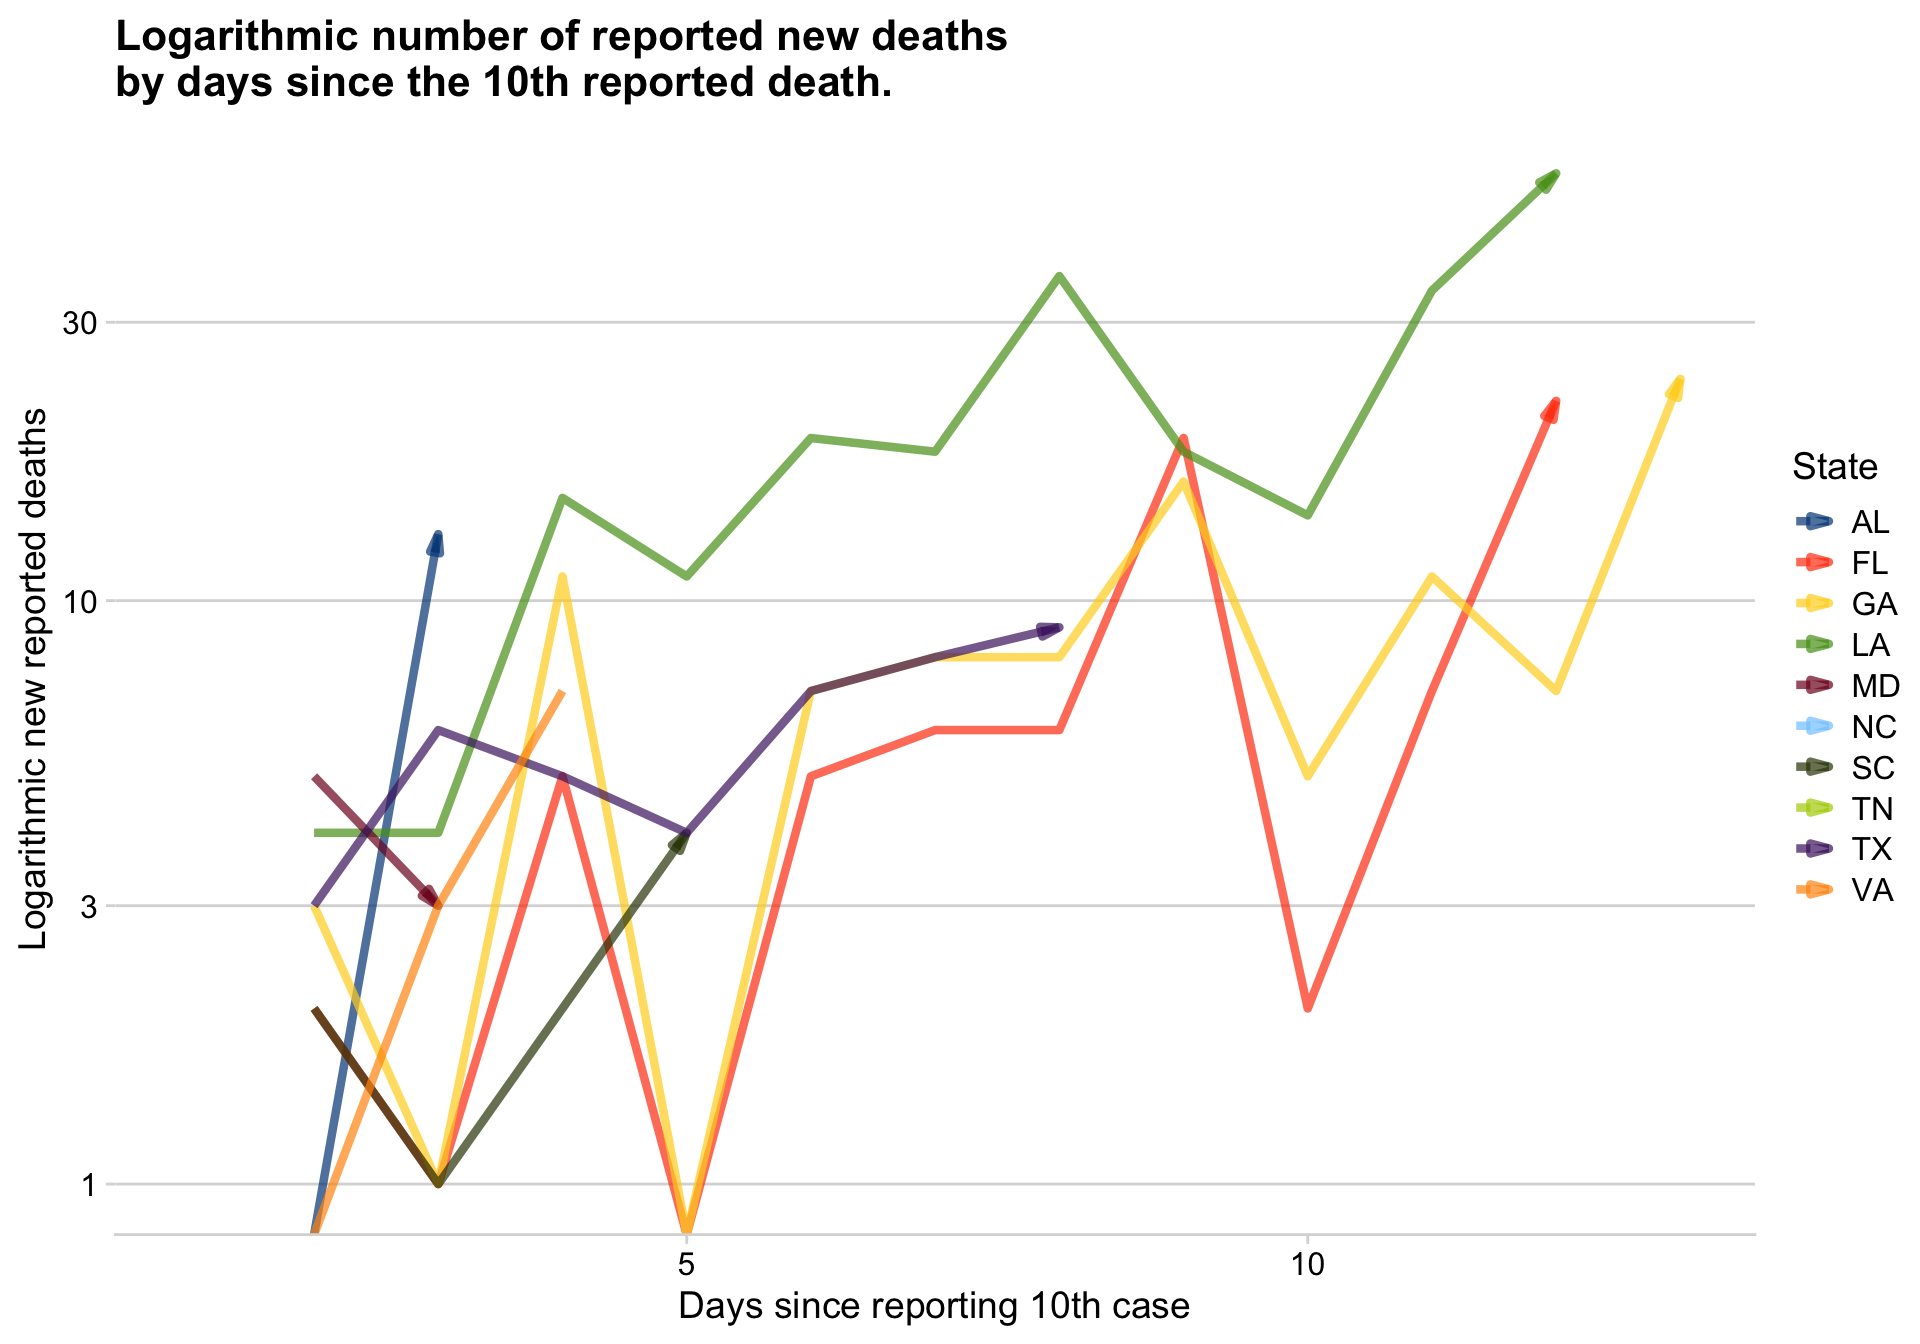 Logarithmic number of reported new deaths
by days since the 10th reported death.
Logarithmic new reported deaths
30
10
3
1
5
10
Days since reporting 10th case
State
AL
FL
GA
LA
MD
NC
SC
TN
TX
VA